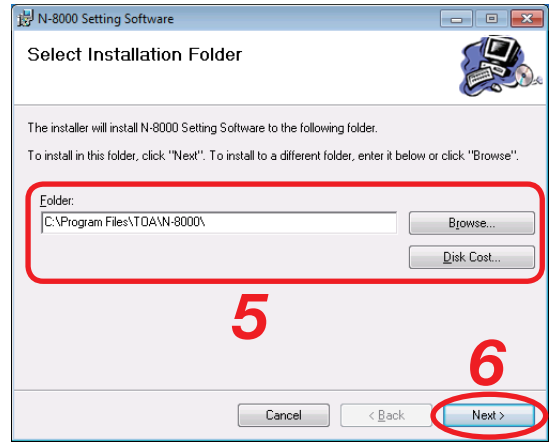 N-8000 Setting Software
Select Installation Folder
The installer will install N-8000 Setting Software to the following folder.
To install in this folder, click "Next". To install to a different folder, enter it below or click "Browse".
Folder:
C:\Program Files\TOA\N-8000\
Browse...
Disk Cost...
5
6
Cancel
< Back
Next >